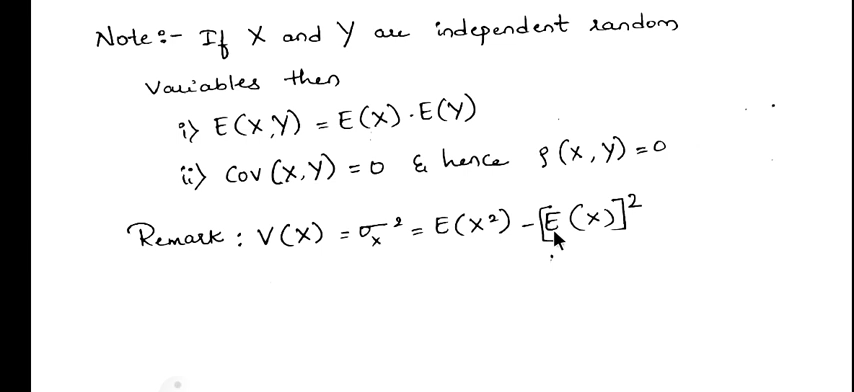 Note :- If X and Y are independent random
Variables then
i> E(X,Y) = E(X) · E(Y)
ii> Cov (X,Y) = 0 & hence ρ(X,Y) = 0
Remark : V(X) = σₓ² = E(X²) - [E(X)]²